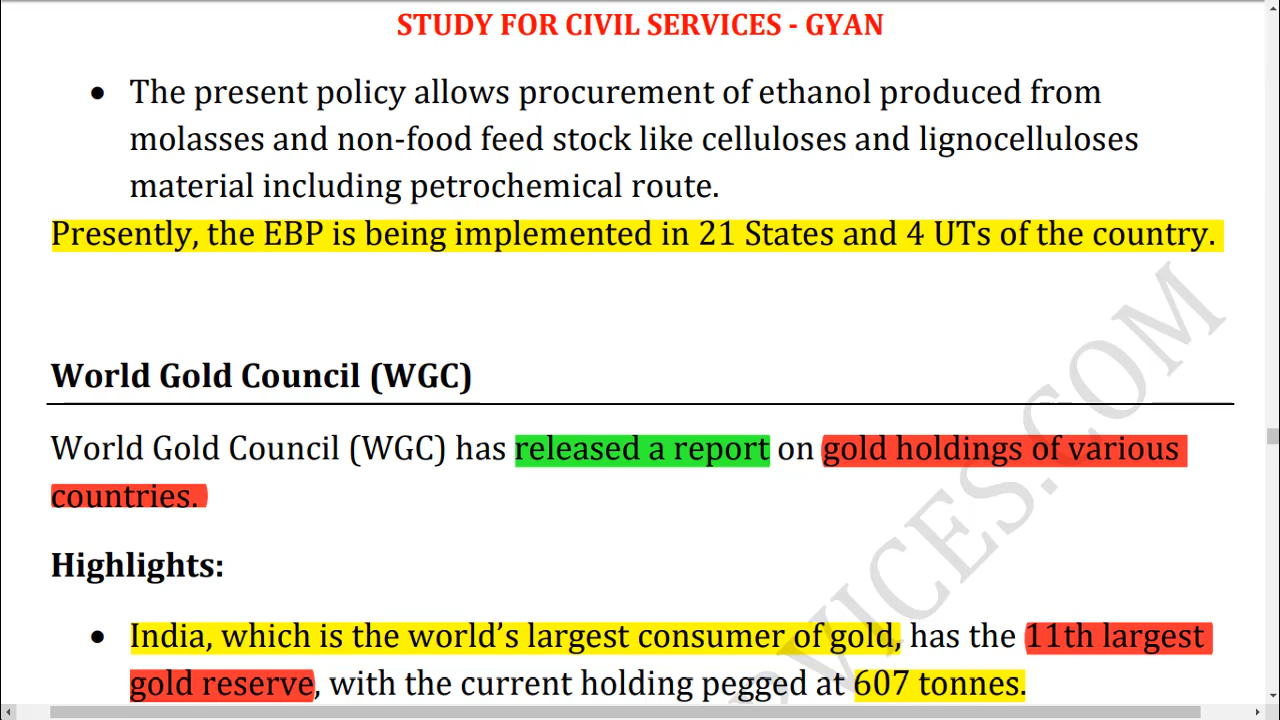 STUDY FOR CIVIL SERVICES - GYAN
• The present policy allows procurement of ethanol produced from
molasses and non-food feed stock like celluloses and lignocelluloses
material including petrochemical route.
Presently, the EBP is being implemented in 21 States and 4 UTs of the country.
World Gold Council (WGC)
World Gold Council (WGC) has released a report on gold holdings of various
countries.
Highlights:
• India, which is the world’s largest consumer of gold, has the 11th largest
gold reserve, with the current holding pegged at 607 tonnes.